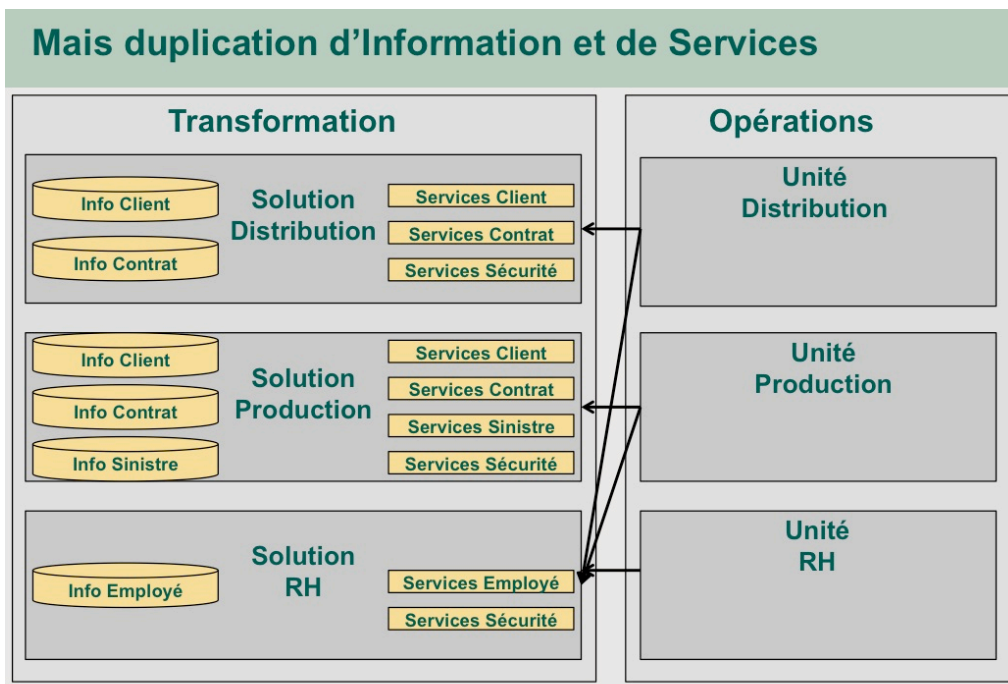 Mais duplication d’Information et de Services
Transformation
Opérations
Info Client
Info Contrat
Solution
Distribution
Services Client
Services Contrat
Services Sécurité
Unité
Distribution
Info Client
Info Contrat
Info Sinistre
Solution
Production
Services Client
Services Contrat
Services Sinistre
Services Sécurité
Unité
Production
Info Employé
Solution
RH
Services Employé
Services Sécurité
Unité
RH